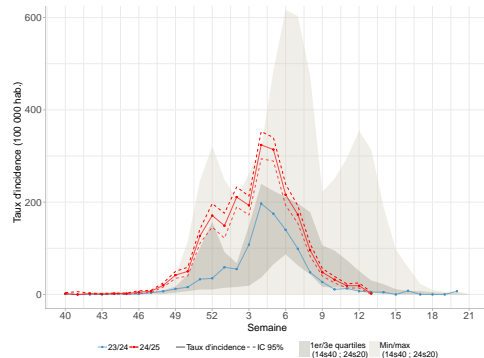 Taux d'incidence (100 000 hab.)
600
400
200
0
40 43 46 49 52 3 6 9 12 15 18 21
Semaine
23/24 24/25 Taux d'incidence IC 95% 1er/3e quartiles Min/max
(14s40 ; 24s20) (14s40 ; 24s20)